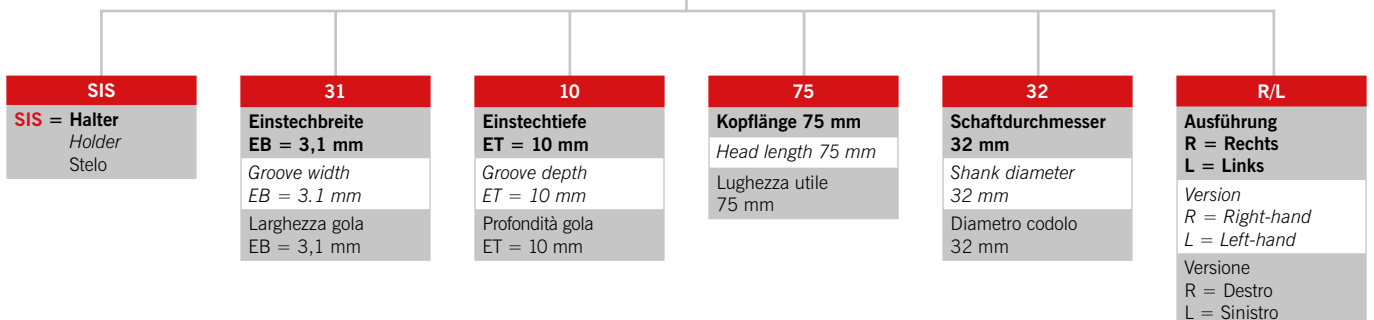 SIS
SIS = Halter
Holder
Stelo
31
Einstechbreite
EB = 3,1 mm
Groove width
EB = 3.1 mm
Larghezza gola
EB = 3,1 mm
10
Einstechtiefe
ET = 10 mm
Groove depth
ET = 10 mm
Profondità gola
ET = 10 mm
75
Kopflänge 75 mm
Head length 75 mm
Lughezza utile
75 mm
32
Schaftdurchmesser
32 mm
Shank diameter
32 mm
Diametro codolo
32 mm
R/L
Ausführung
R = Rechts
L = Links
Version
R = Right-hand
L = Left-hand
Versione
R = Destro
L = Sinistro